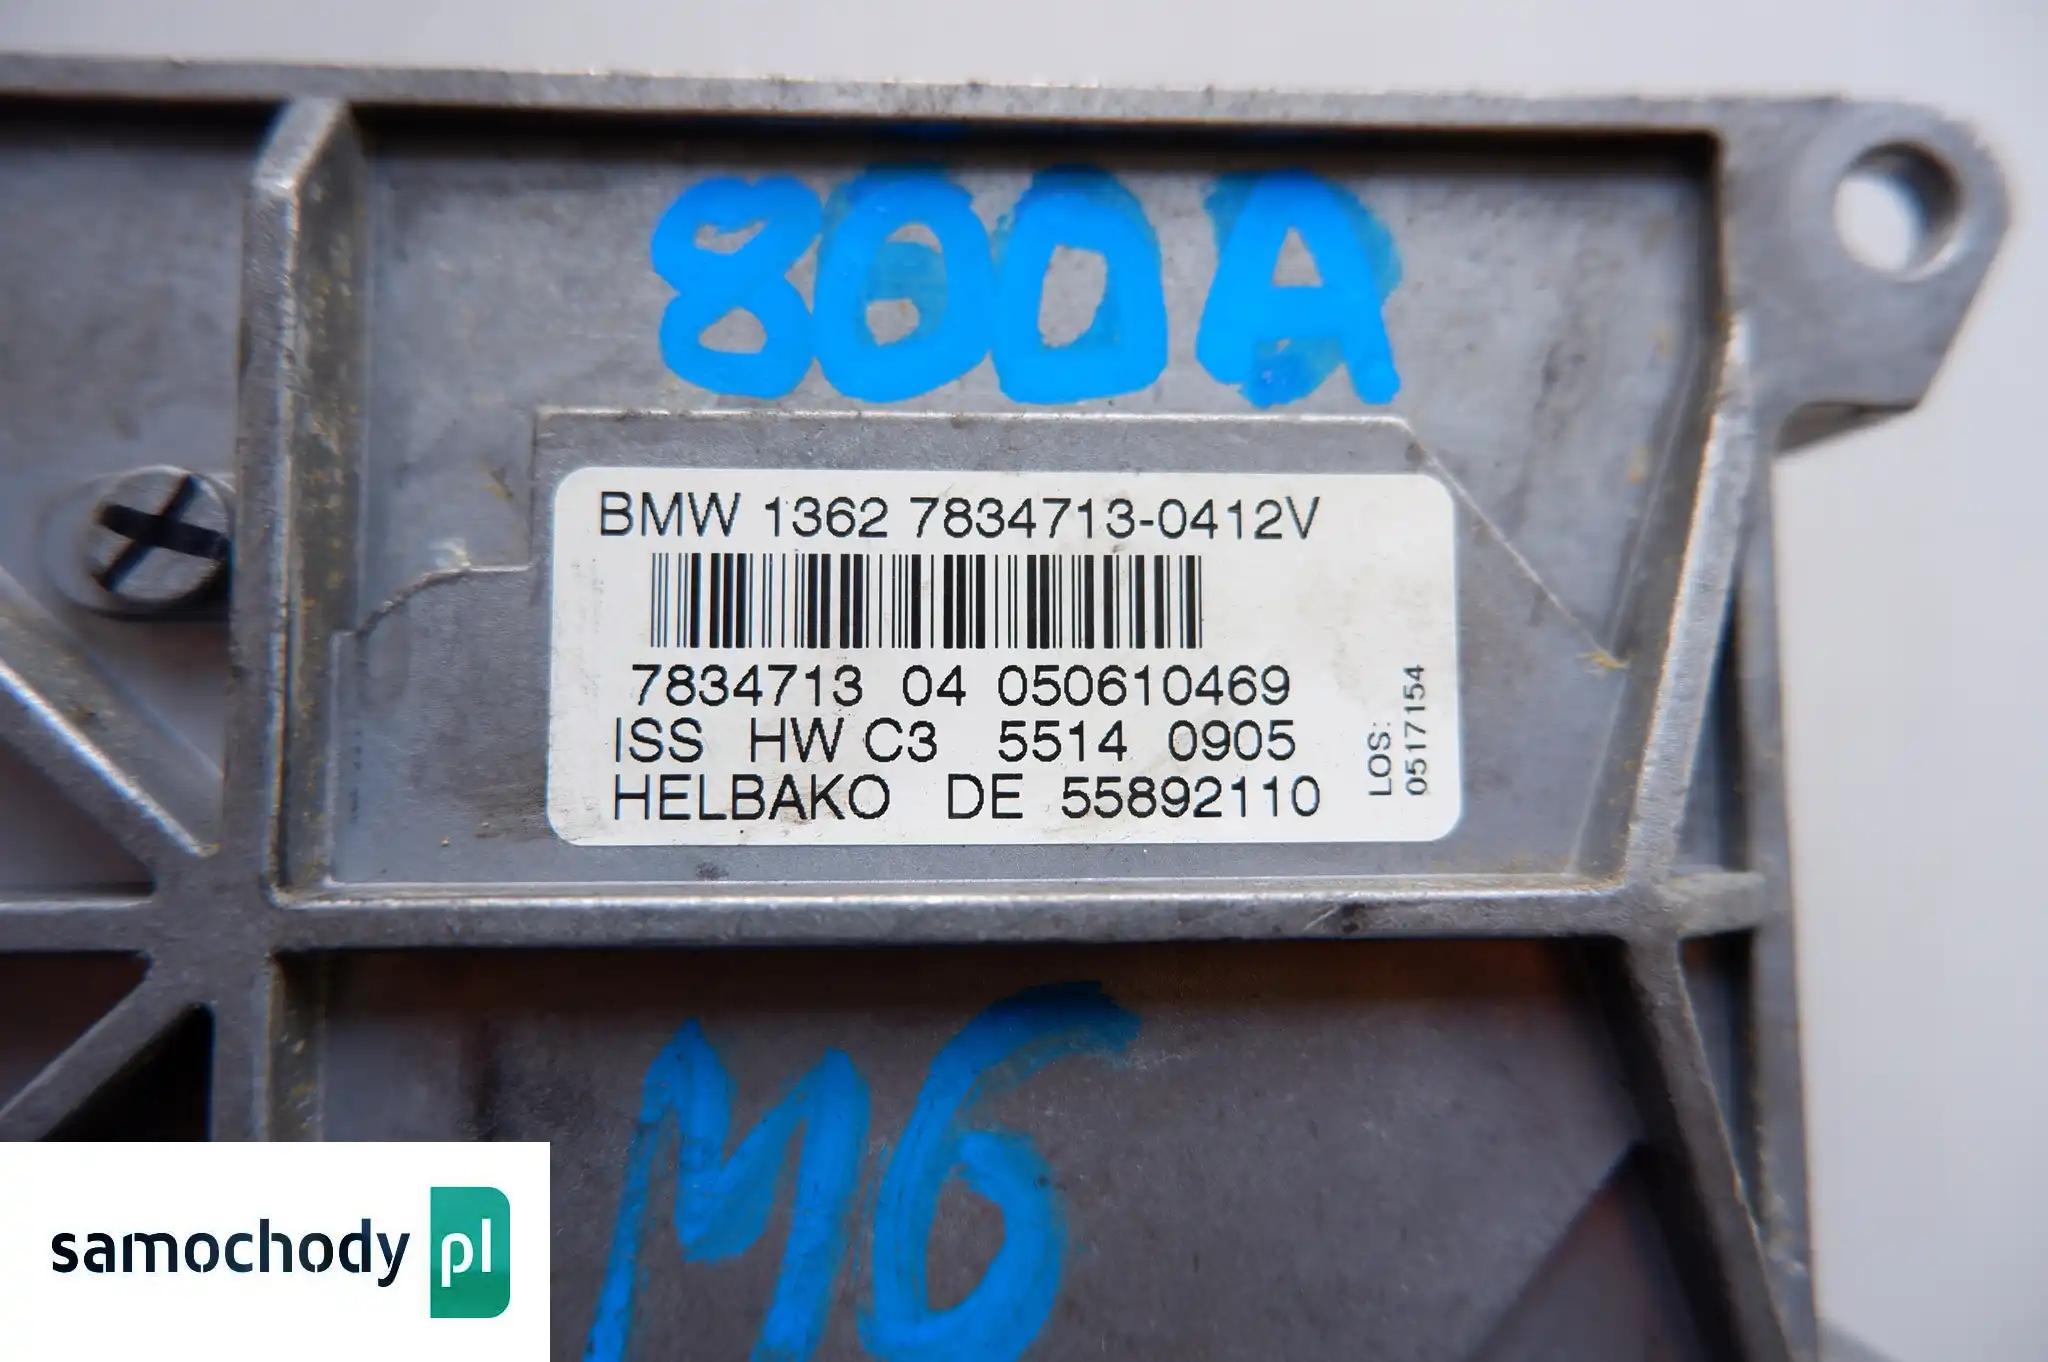 800A
BMW 1362 7834713-0412V
7834713 04 050610469
ISS HW C3 5514 0905
HELBAKO DE 55892110
LOS:
0517154
M6
samochody pl